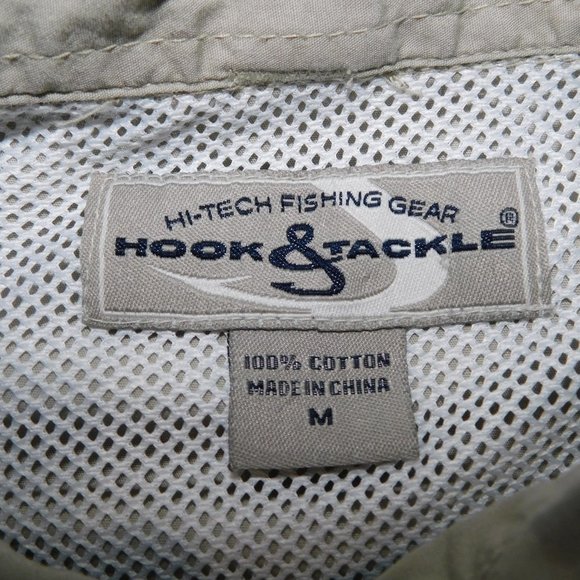 HI-TECH FISHING GEAR
HOOK & TACKLE®
100% COTTON
MADE IN CHINA
M